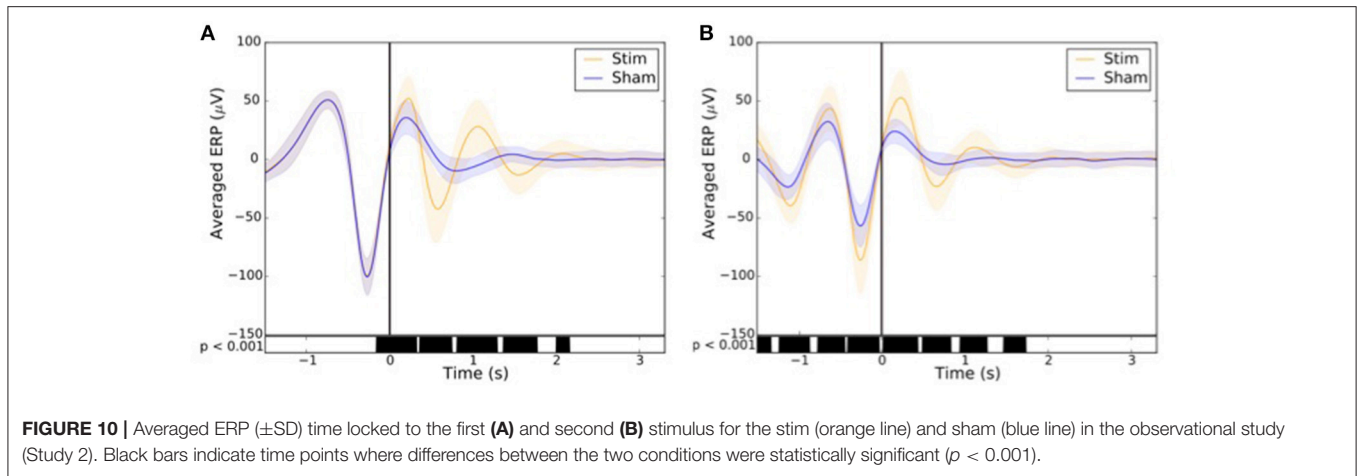 A
B
100
50
0
−50
−100
−150
Averaged ERP (μV)
Stim
Sham
p < 0.001
−1
0
1
2
3
Time (s)
100
50
0
−50
−100
−150
Averaged ERP (μV)
Stim
Sham
p < 0.001
−1
0
1
2
3
Time (s)
FIGURE 10 | Averaged ERP (±SD) time locked to the first (A) and second (B) stimulus for the stim (orange line) and sham (blue line) in the observational study
(Study 2). Black bars indicate time points where differences between the two conditions were statistically significant (p < 0.001).